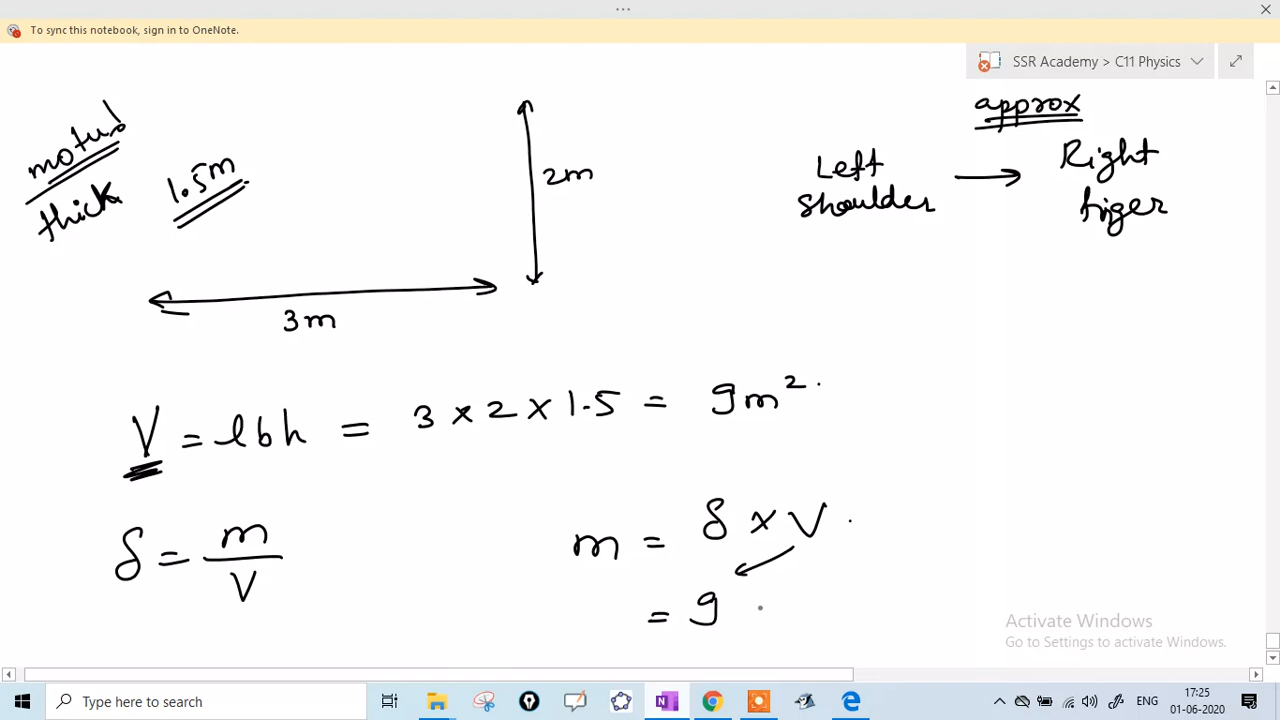 To sync this notebook, sign in to OneNote.
SSR Academy > C11 Physics
approx
motu!
thick
1.5m
2m
3m
Left shoulder → Right
V = lbh = 3 × 2 × 1.5 = 9m².
δ = m/V
m = δ × V.
= 9
Activate Windows
Go to Settings to activate Windows.
Type here to search
ENG
17:25
01-06-2020